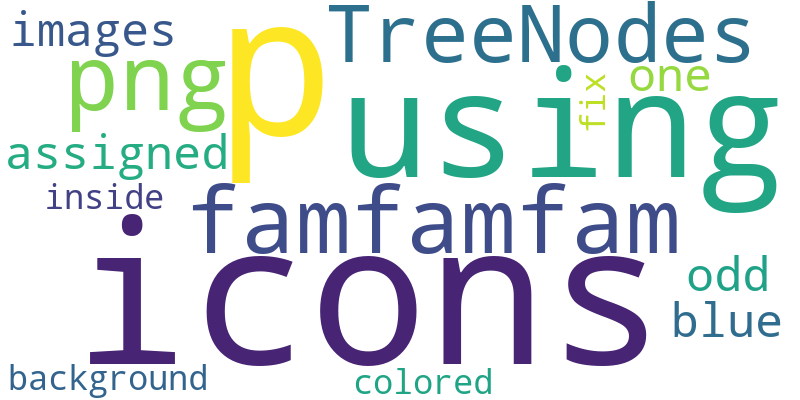 images
p
TreeNodes
png
using
fix
one
assigned
inside
famfamfam
icons
odd
blue
background
colored